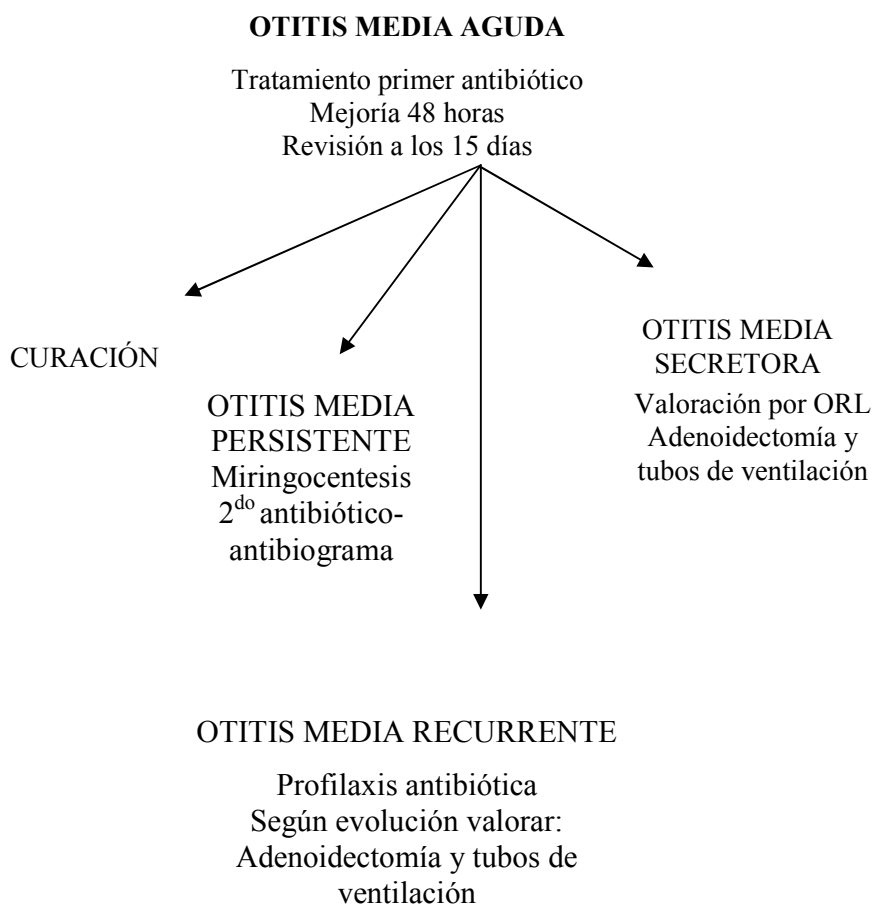 OTITIS MEDIA AGUDA
Tratamiento primer antibiótico
Mejoría 48 horas
Revisión a los 15 días
CURACIÓN
OTITIS MEDIA
PERSISTENTE
Miringocentesis
2do antibiótico-
antibiograma
OTITIS MEDIA
SECRETORA
Valoración por ORL
Adenoidectomía y
tubos de ventilación
OTITIS MEDIA RECURRENTE
Profilaxis antibiótica
Según evolución valorar:
Adenoidectomía y tubos de
ventilación